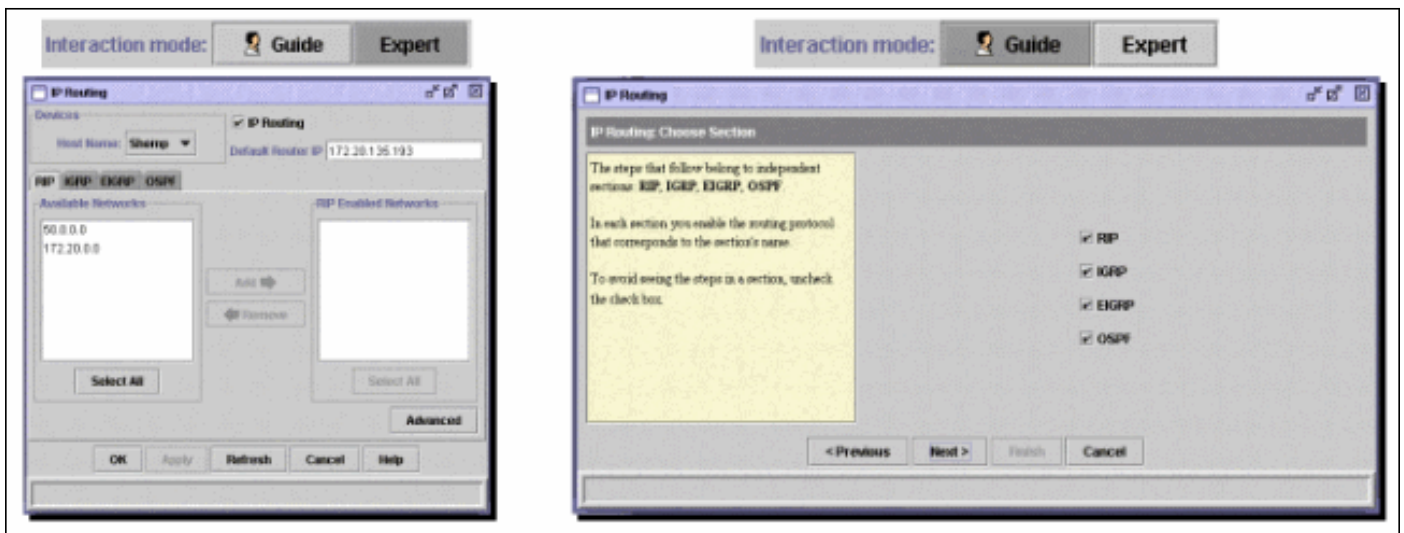 Interaction mode: Guide Expert
IP Routing
Devices
Host Name: Shemp
IP Routing
Default Router IP 172.20.135.193
RIP IGRP EIGRP OSPF
Available Networks
50.0.0.0
172.20.0.0
Add
Remove
RIP Enabled Networks
Select All
Select All
Advanced
OK Apply Refresh Cancel Help
Interaction mode: Guide Expert
IP Routing
IP Routing: Choose Section
The steps that follow belong to independent
sections: RIP, IGRP, EIGRP, OSPF.
In each section you enable the routing protocol
that corresponds to the section's name.
To avoid seeing the steps in a section, uncheck
the check box.
RIP
IGRP
EIGRP
OSPF
<Previous Next > Finish Cancel